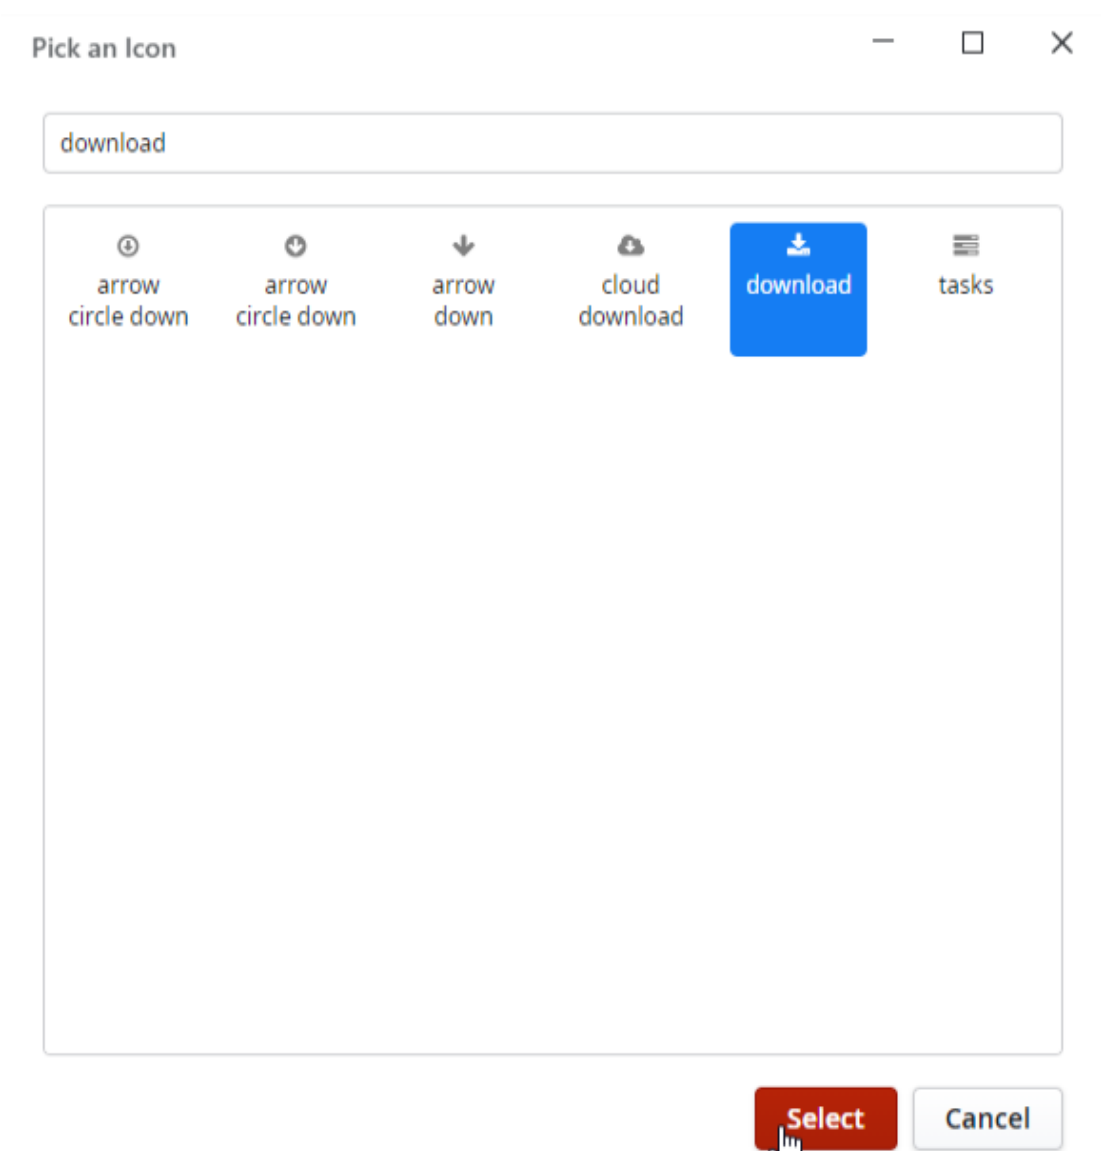 Pick an Icon
download
arrow
circle down
arrow
circle down
arrow
down
cloud
download
download
tasks
Select
Cancel